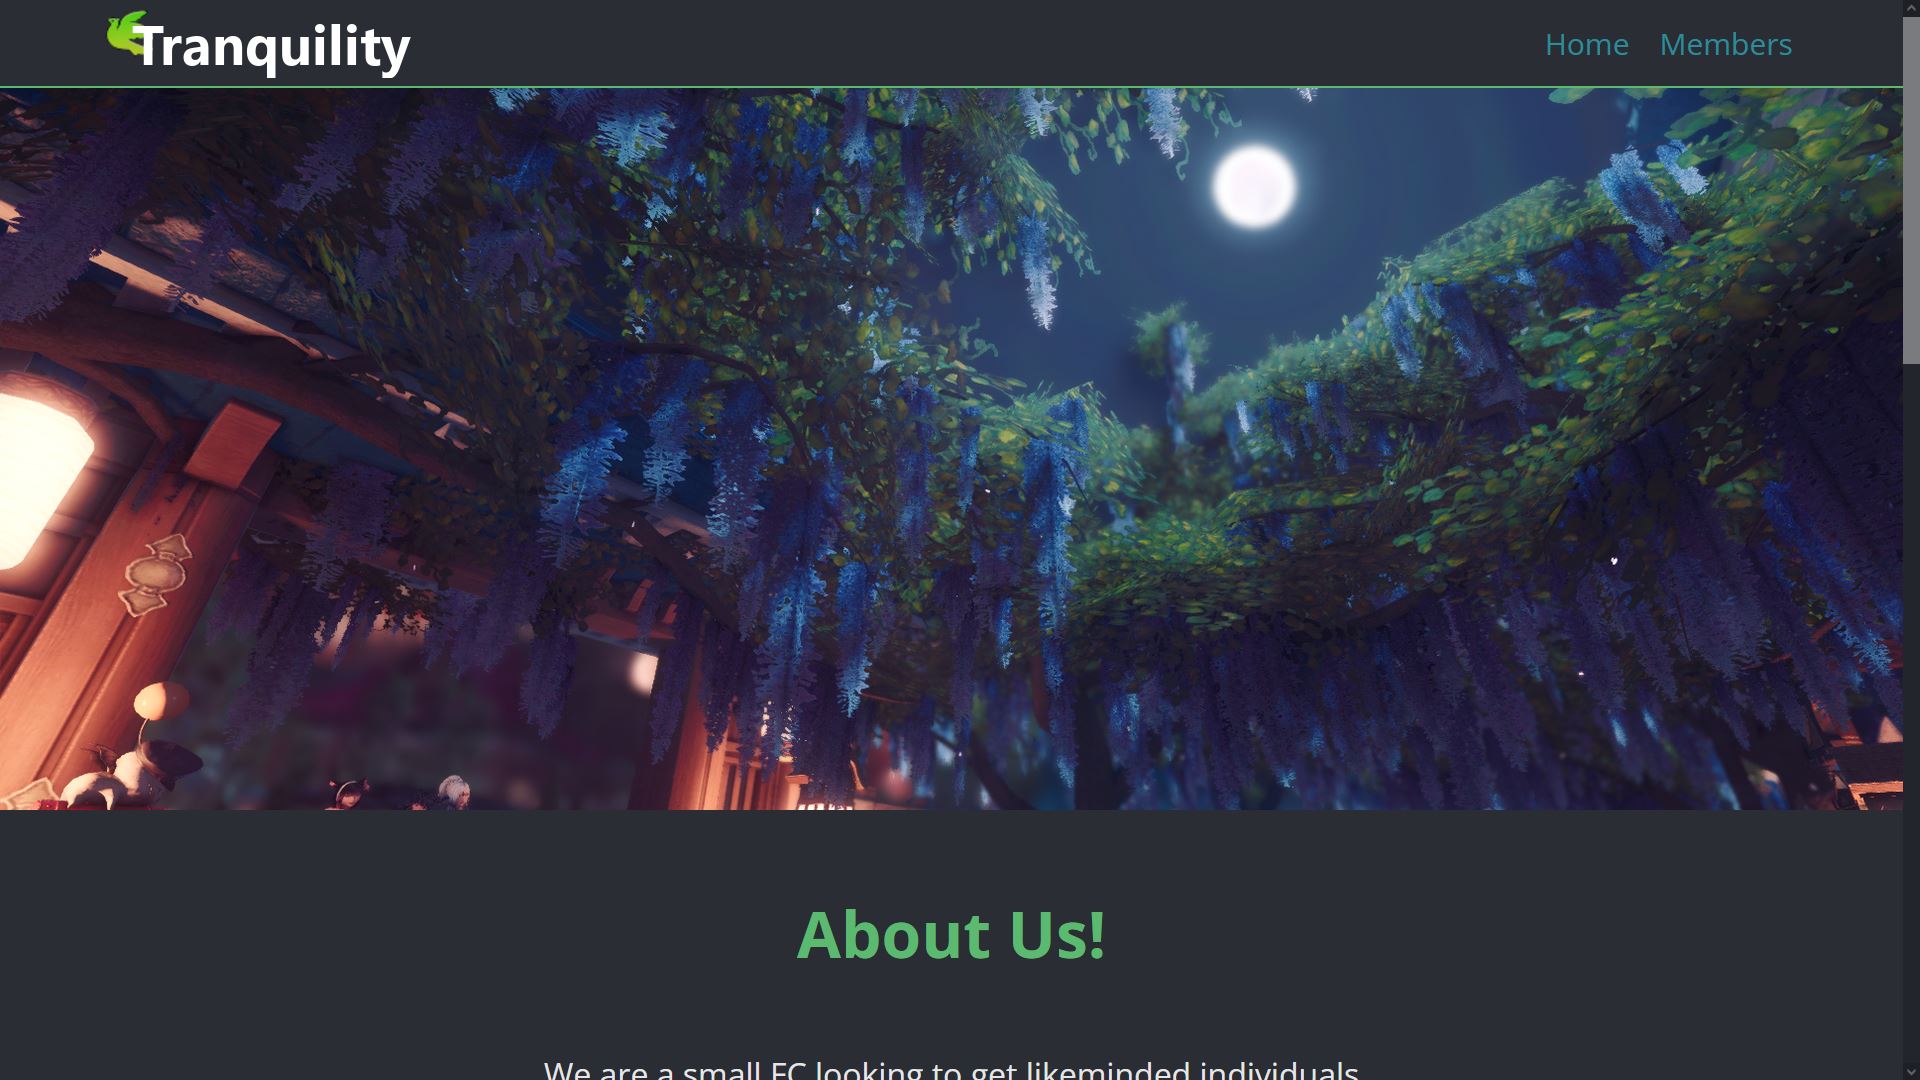 Tranquility
Home Members
About Us!
We are a small FC looking to get likeminded individuals